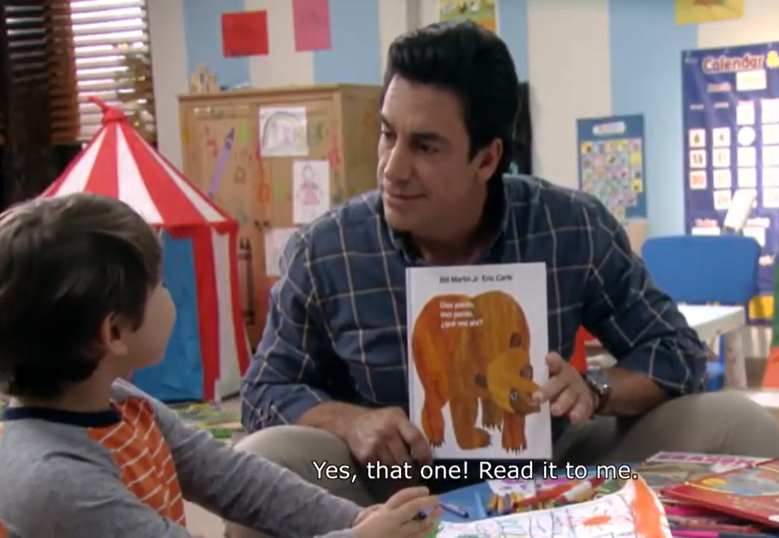 Calendar
Bill Martin Jr / Eric Carle
Oso pardo,
oso pardo,
¿qué ves ahí?
Yes, that one! Read it to me.